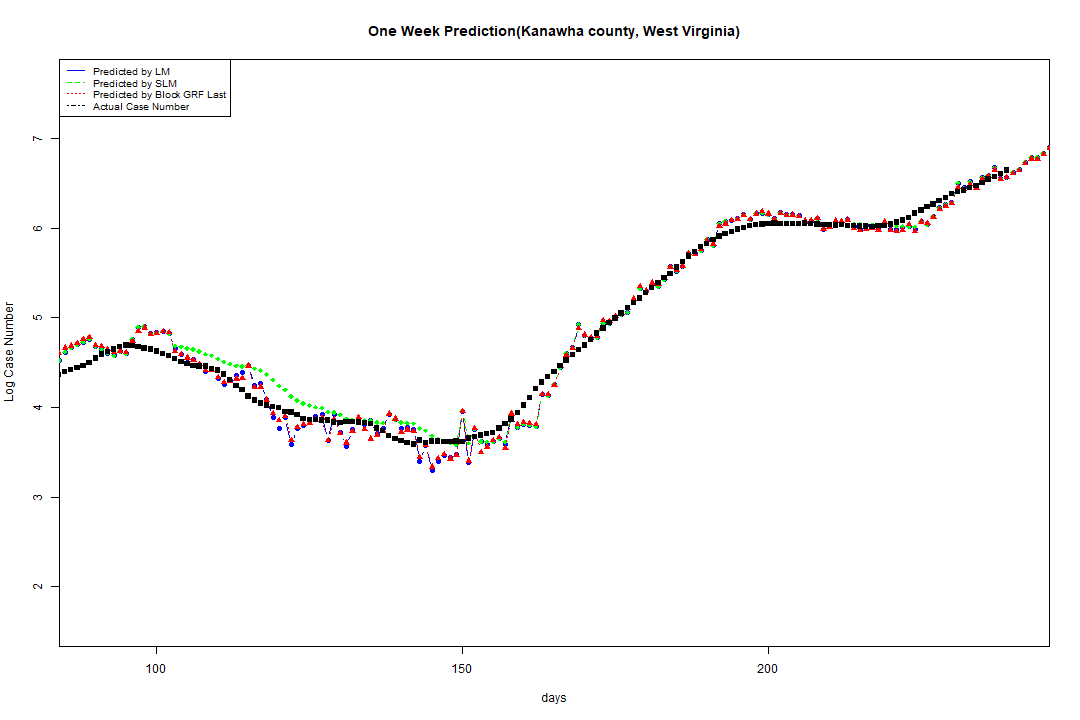 One Week Prediction(Kanawha county, West Virginia)
Predicted by LM
Predicted by SLM
Predicted by Block GRF Last
Actual Case Number
7
6
5
4
3
2
Log Case Number
100 150 200
days